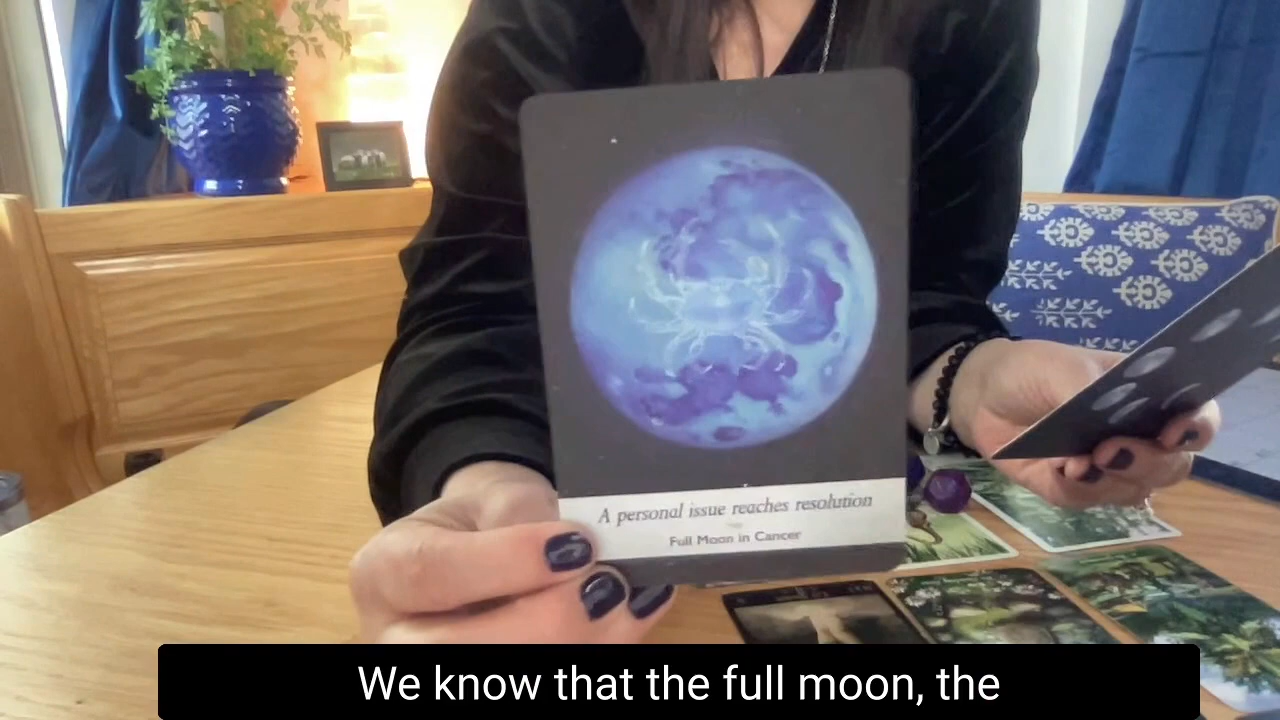 A personal issue reaches resolution
Full Moon in Cancer
We know that the full moon, the